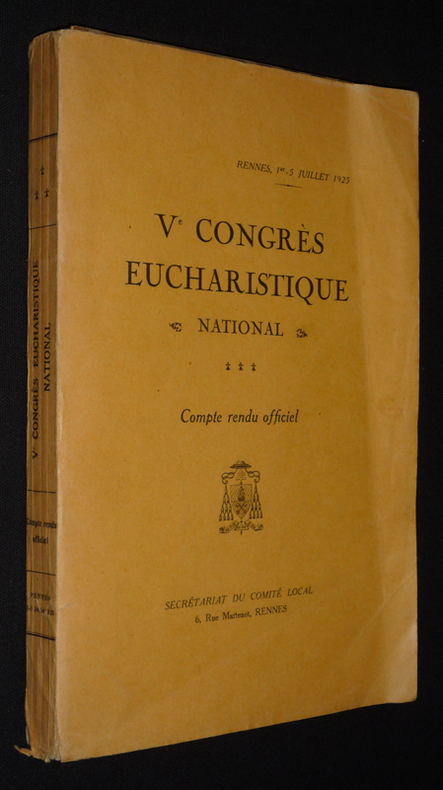 RENNES, 1er-5 JUILLET 1925
Ve CONGRÈS
EUCHARISTIQUE
NATIONAL
Compte rendu officiel
SECRÉTARIAT DU COMITÉ LOCAL
6, Rue Martenot, RENNES
Ve CONGRÈS EUCHARISTIQUE
NATIONAL
Compte rendu
officiel
RENNES